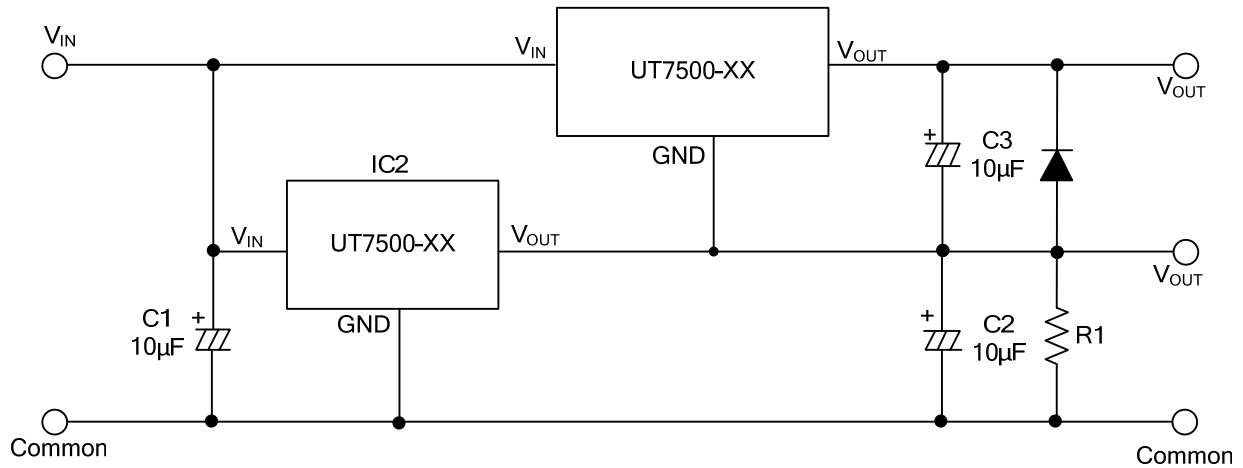 VIN
VIN
UT7500-XX
VOUT
VOUT
GND
C3
10µF
IC2
VIN
UT7500-XX
VOUT
VOUT
C1
10µF
GND
C2
10µF
R1
Common
Common
+
+
+